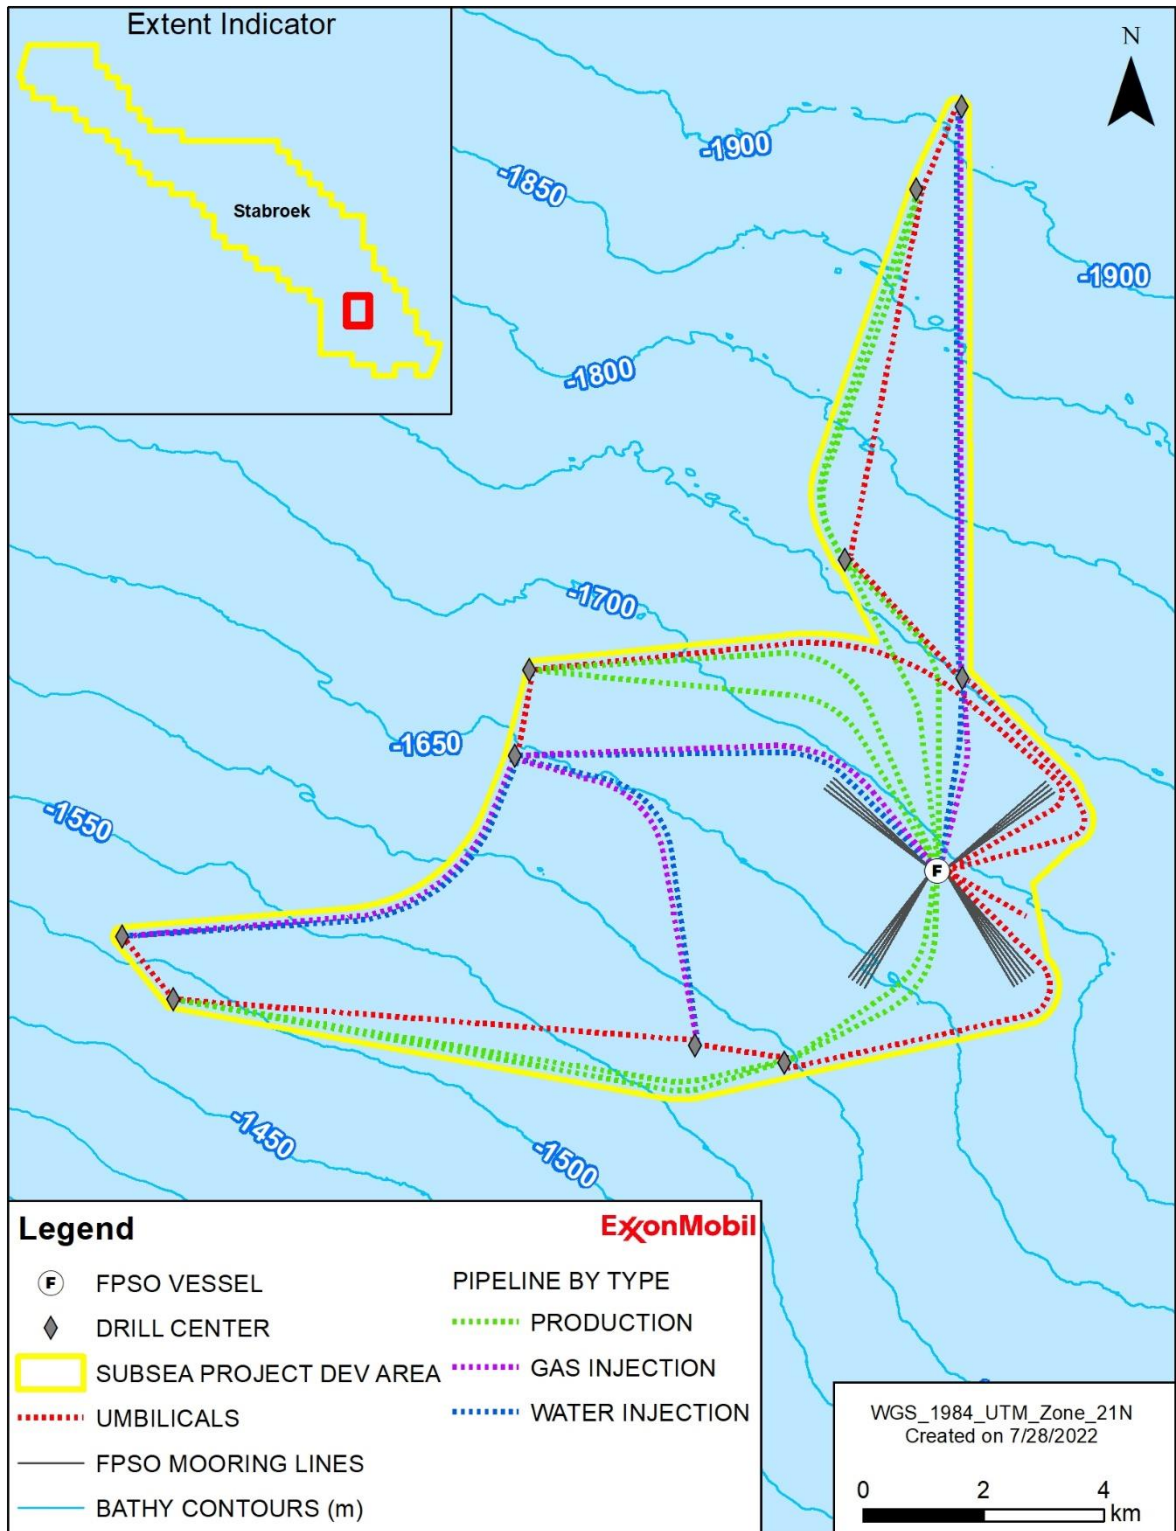 Extent Indicator
Stabroek
N
-1900
-1850
-1900
-1800
-1700
-1650
-1550
F
-1450
-1500
Legend
ExxonMobil
F FPSO VESSEL
DRILL CENTER
SUBSEA PROJECT DEV AREA
UMBILICALS
FPSO MOORING LINES
BATHY CONTOURS (m)
PIPELINE BY TYPE
PRODUCTION
GAS INJECTION
WATER INJECTION
WGS_1984_UTM_Zone_21N
Created on 7/28/2022
0 2 4
km